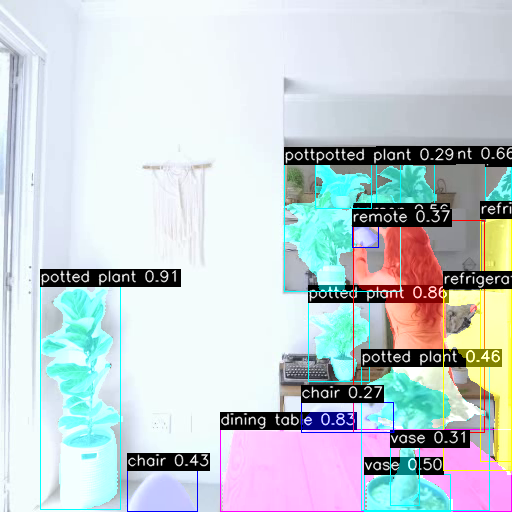 pottpotted plant 0.29 nt 0.66
remote 0.37
refri
potted plant 0.91
refrigera
potted plant 0.86
potted plant 0.46
chair 0.27
dining table 0.83
vase 0.31
chair 0.43
vase 0.50